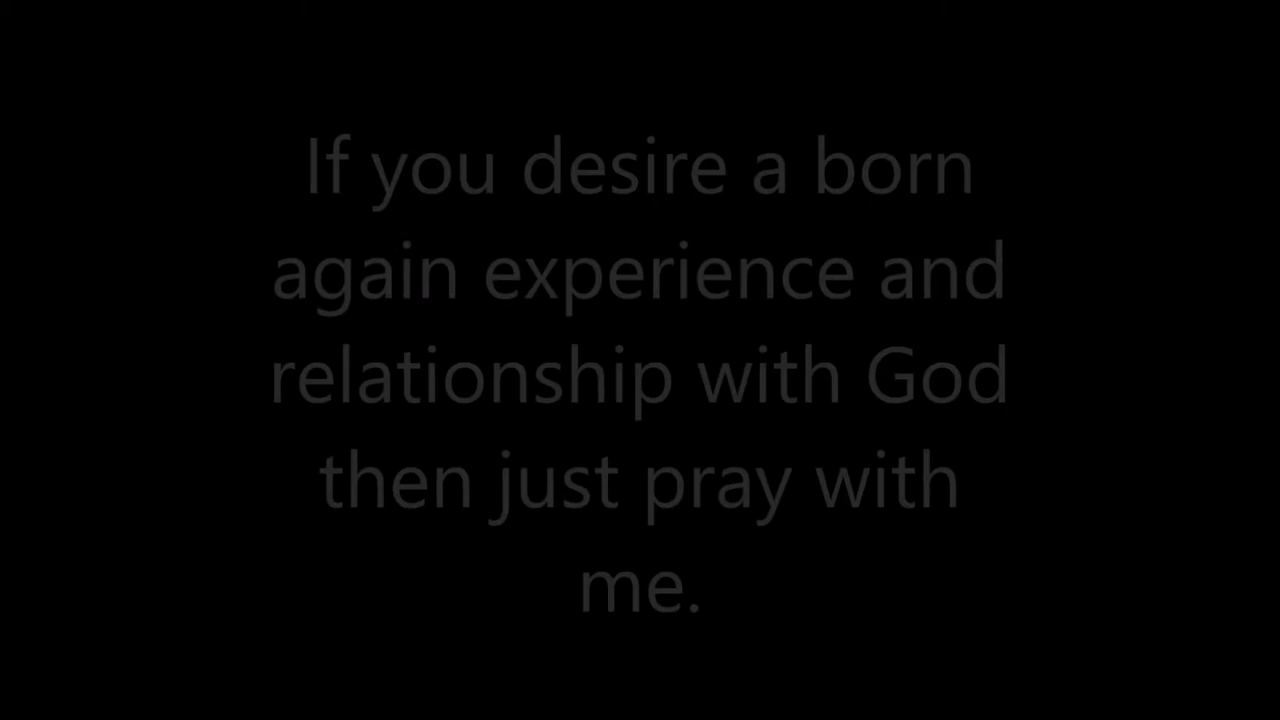 If you desire a born
again experience and
relationship with God
then just pray with
me.